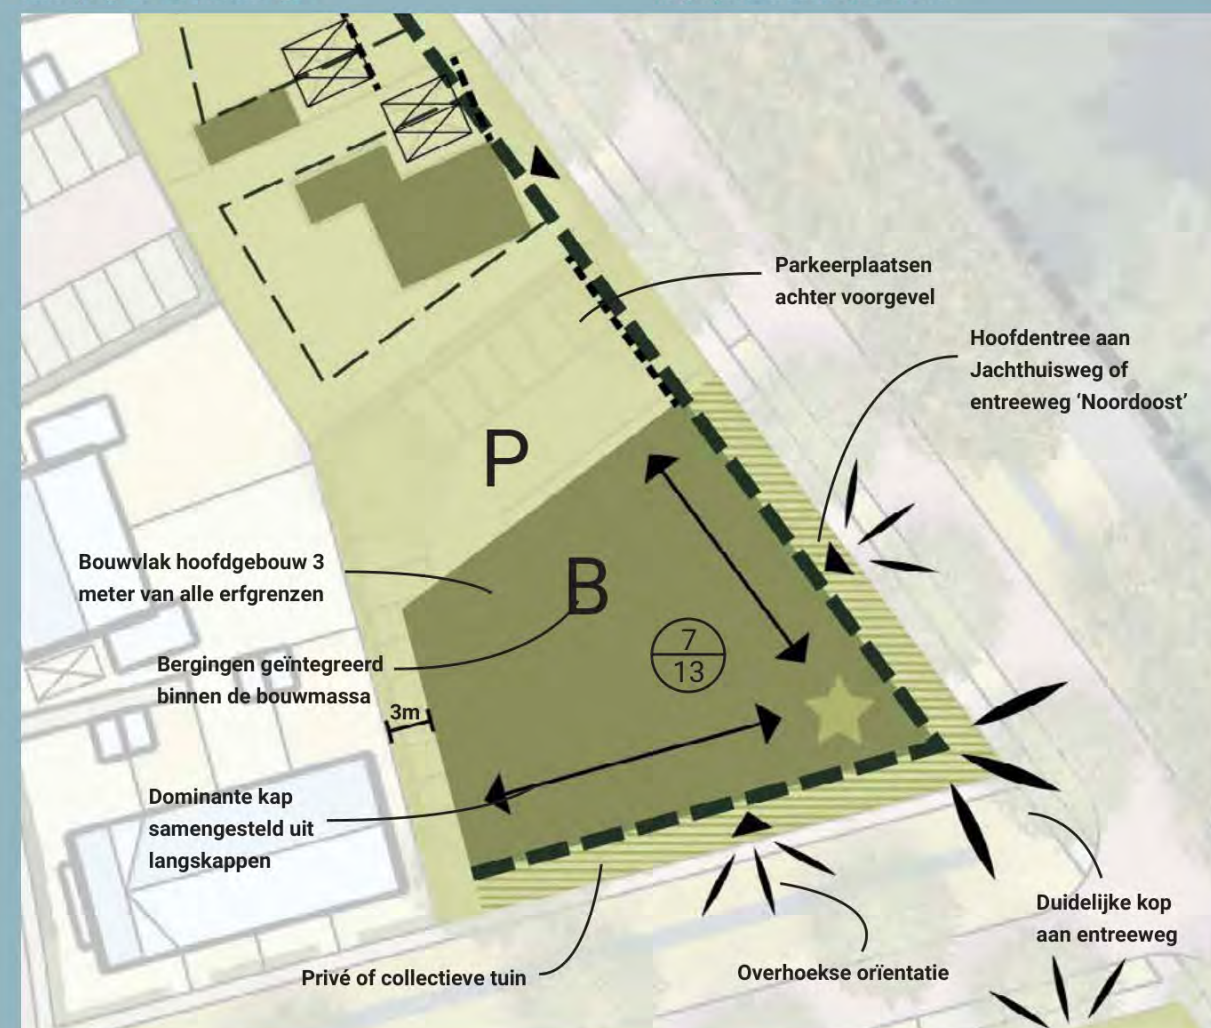 Parkeerplaatsen
achter voorgevel
Hoofdentree aan
Jachthuisweg of
entreeweg ‘Noordoost’
P
Bouwvlak hoofdgebouw 3
meter van alle erfgrenzen
B
7
13
Bergingen geïntegreerd
binnen de bouwmassa
3m
Dominante kap
samengesteld uit
langskappen
Duidelijke kop
aan entreeweg
Privé of collectieve tuin
Overhoekse orïentatie